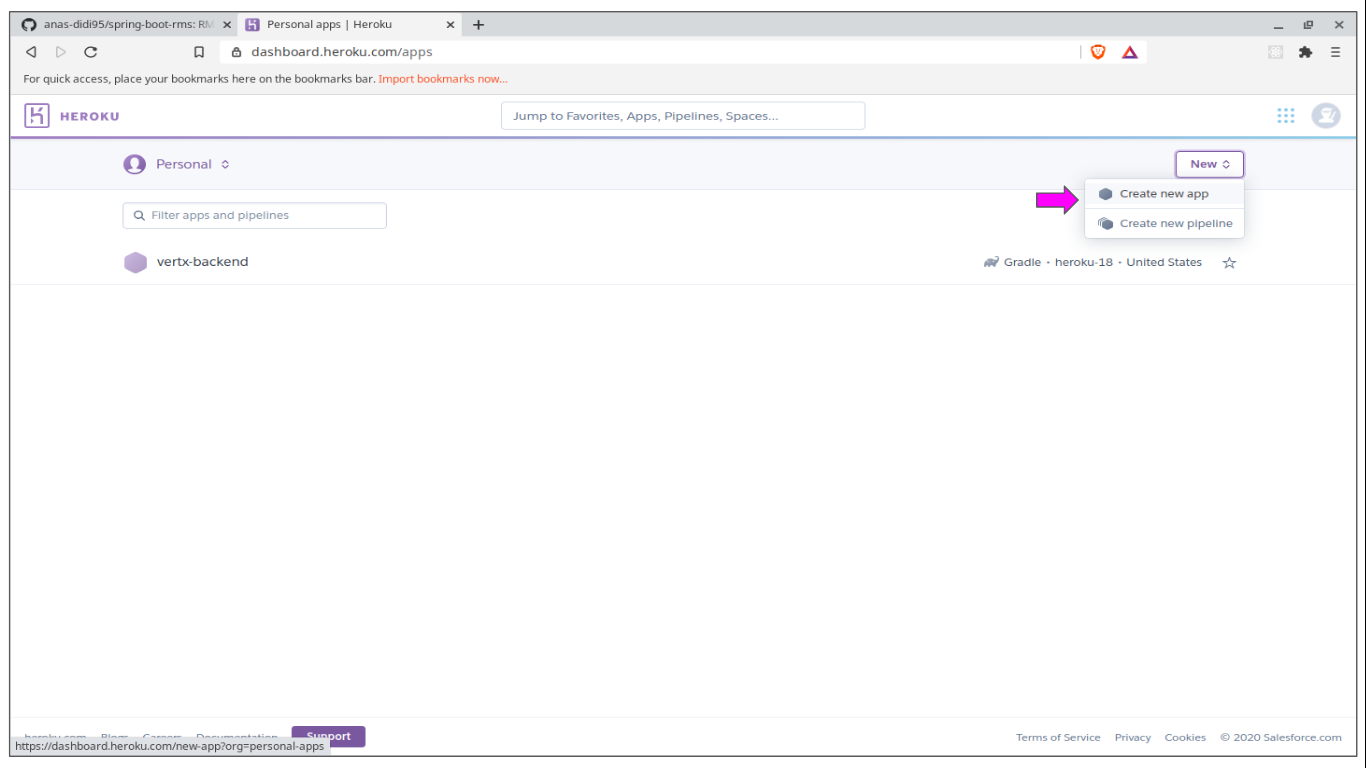 anas-didi95/spring-boot-rms: RM
Personal apps | Heroku
dashboard.heroku.com/apps
For quick access, place your bookmarks here on the bookmarks bar. Import bookmarks now...
HEROKU
Jump to Favorites, Apps, Pipelines, Spaces...
Personal
New
Create new app
Filter apps and pipelines
Create new pipeline
vertx-backend
Gradle · heroku-18 · United States
heroku.com Blogs Careers Documentation Support
Terms of Service Privacy Cookies © 2020 Salesforce.com
https://dashboard.heroku.com/new-app?org=personal-apps